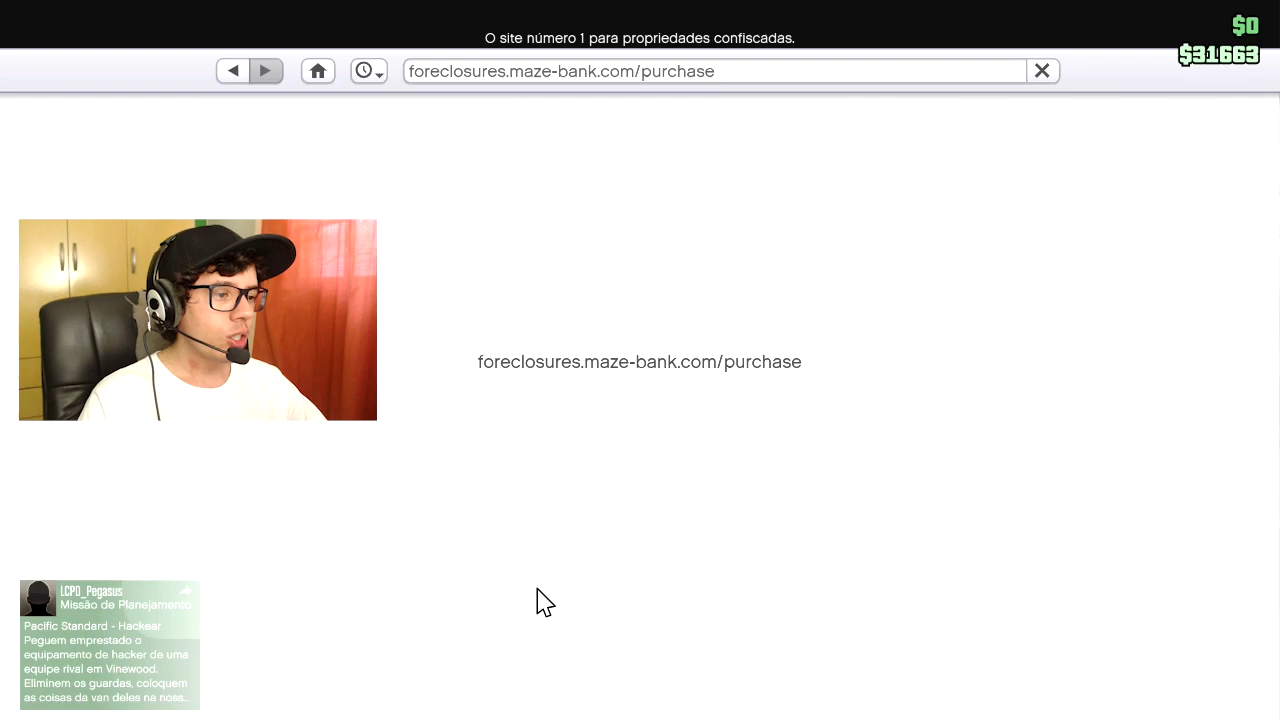 O site número 1 para propriedades confiscadas.
$0
$31663
foreclosures.maze-bank.com/purchase
foreclosures.maze-bank.com/purchase
LCPD_Pegasus
Missão de Planejamento
Pacific Standard - Hackear
Peguem emprestado o
equipamento de hacker de uma
equipe rival em Vinewood.
Eliminem os guardas, coloquem
as coisas da van deles na noss...